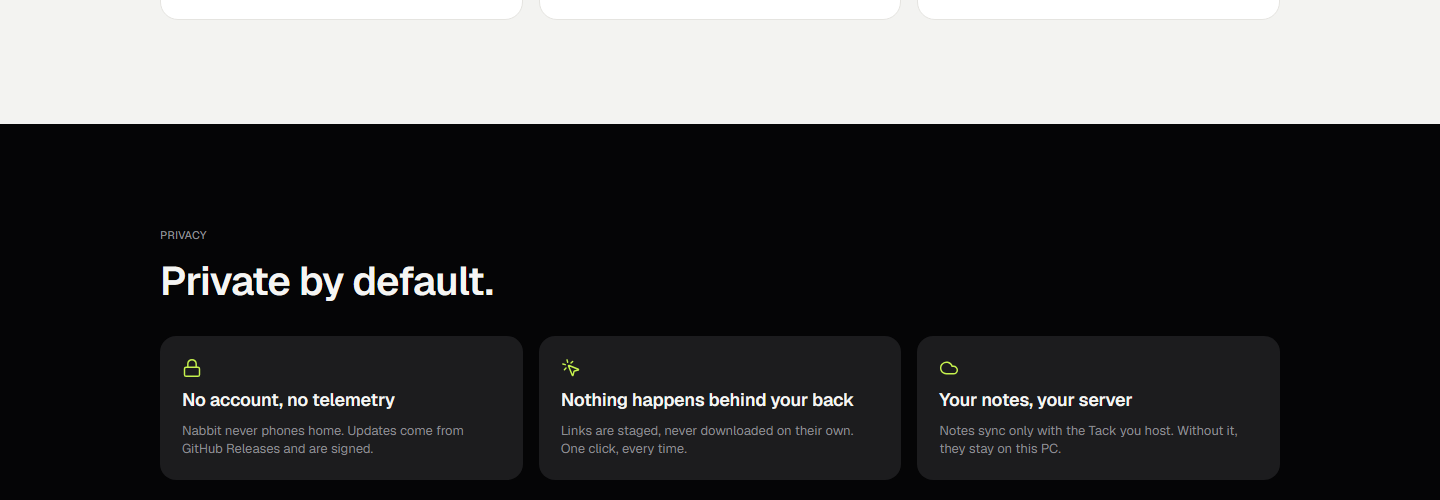 PRIVACY
Private by default.
No account, no telemetry
Nabbit never phones home. Updates come from
GitHub Releases and are signed.
Nothing happens behind your back
Links are staged, never downloaded on their own.
One click, every time.
Your notes, your server
Notes sync only with the Tack you host. Without it,
they stay on this PC.